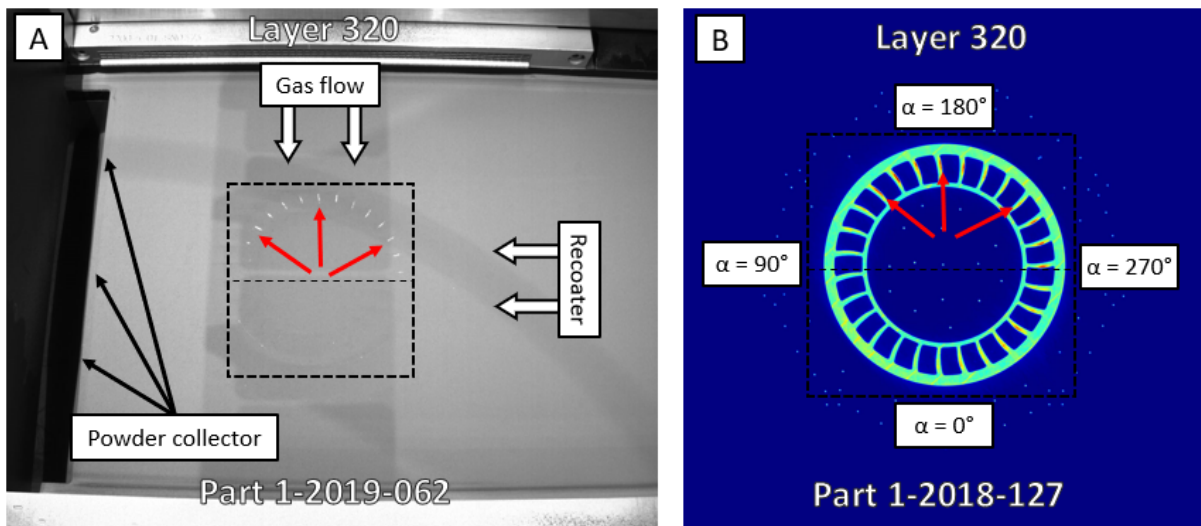 A
Layer 320
Gas flow
Recoater
Powder collector
Part 1-2019-062
B
Layer 320
α = 180°
α = 90°
α = 270°
α = 0°
Part 1-2018-127